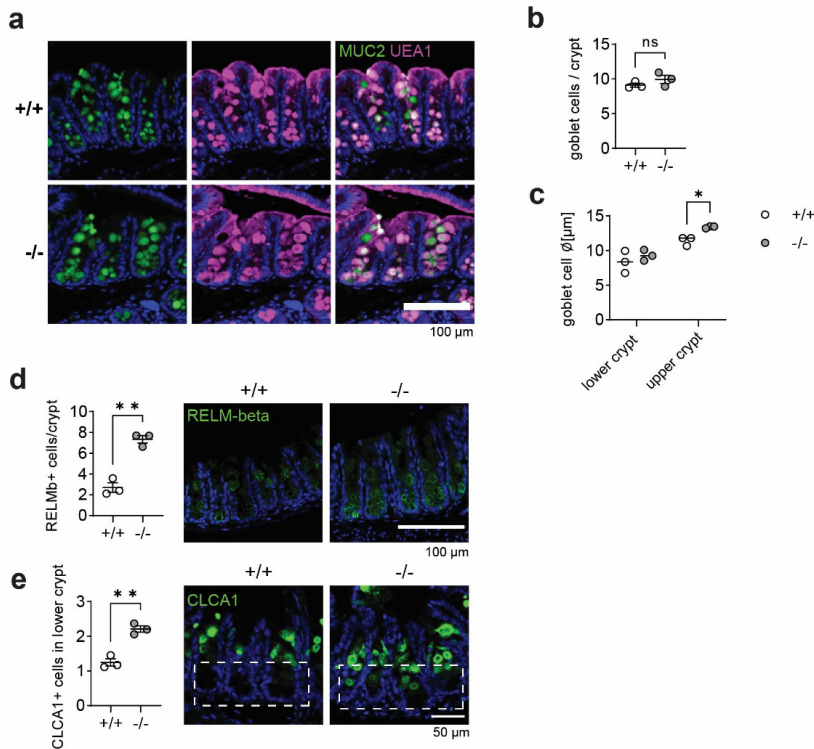 a
MUC2 UEA1
+/+
-/-
100 µm
b
ns
goblet cells / crypt
15
10
5
0
+/+
-/-
c
*
goblet cell Ø[µm]
15
10
5
0
lower crypt
upper crypt
+/+
-/-
d
**
RELMb+ cells/crypt
8
6
4
2
0
+/+
-/-
+/+
-/-
RELM-beta
100 µm
e
**
CLCA1+ cells in lower crypt
3
2
1
0
+/+
-/-
+/+
-/-
CLCA1
50 µm